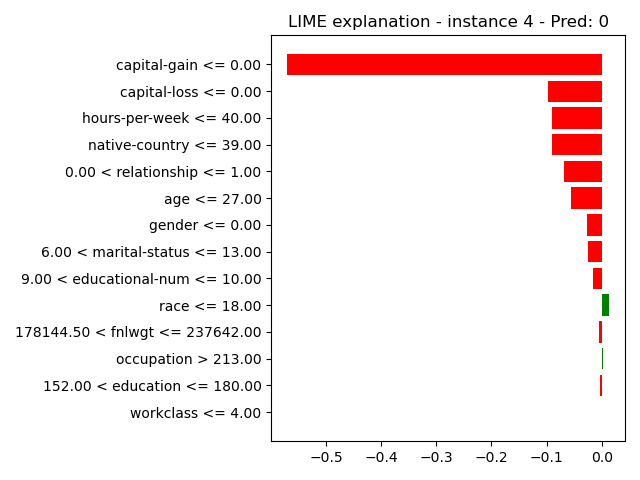 LIME explanation - instance 4 - Pred: 0
capital-gain <= 0.00
capital-loss <= 0.00
hours-per-week <= 40.00
native-country <= 39.00
0.00 < relationship <= 1.00
age <= 27.00
gender <= 0.00
6.00 < marital-status <= 13.00
9.00 < educational-num <= 10.00
race <= 18.00
178144.50 < fnlwgt <= 237642.00
occupation > 213.00
152.00 < education <= 180.00
workclass <= 4.00
−0.5 −0.4 −0.3 −0.2 −0.1 0.0